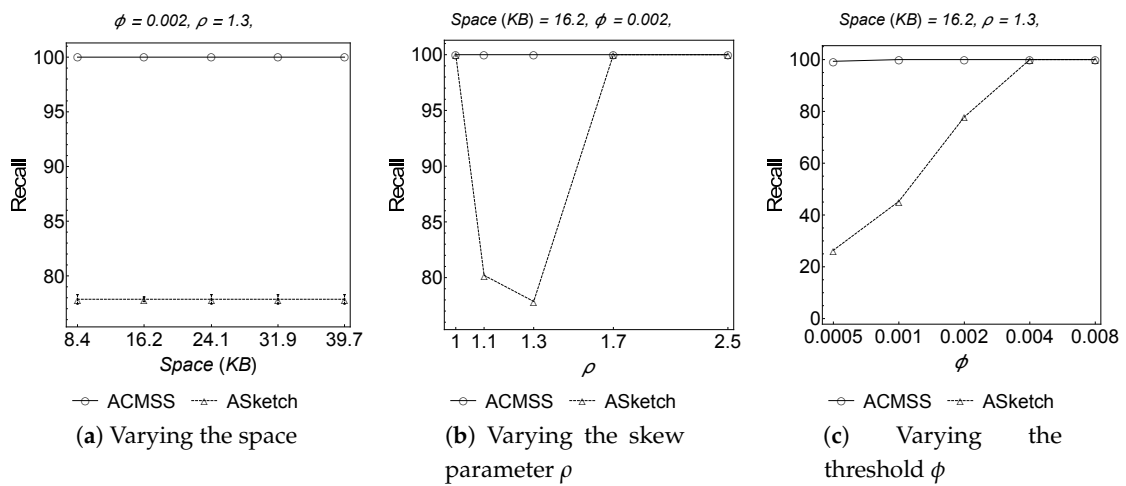 ϕ = 0.002, ρ = 1.3,
100
95
90
85
80
Recall
8.4 16.2 24.1 31.9 39.7
Space (KB)
ACMSS ASketch
(a) Varying the space
Space (KB) = 16.2, ϕ = 0.002,
100
95
90
85
80
Recall
1 1.1 1.3 1.7 2.5
ρ
ACMSS ASketch
(b) Varying the skew
parameter ρ
Space (KB) = 16.2, ρ = 1.3,
100
80
60
40
20
0
Recall
0.0005 0.001 0.002 0.004 0.008
ϕ
ACMSS ASketch
(c) Varying the
threshold ϕ